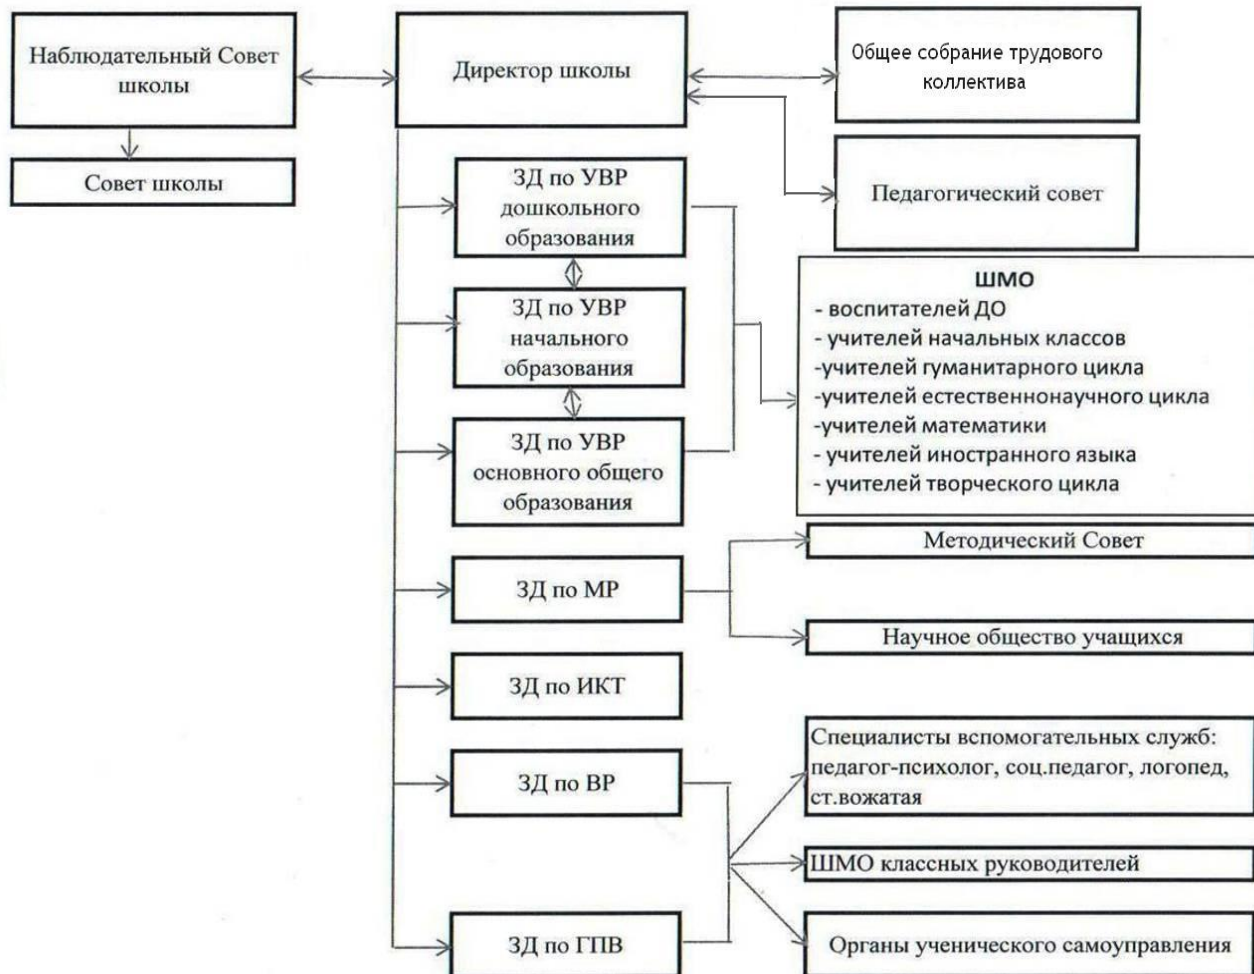 Наблюдательный Совет
школы
Директор школы
Общее собрание трудового
коллектива
Совет школы
Педагогический совет
ЗД по УВР
дошкольного
образования
ЗД по УВР
начального
образования
ЗД по УВР
основного общего
образования
ШМО
- воспитателей ДО
- учителей начальных классов
-учителей гуманитарного цикла
-учителей естественнонаучного цикла
-учителей математики
- учителей иностранного языка
- учителей творческого цикла
ЗД по МР
Методический Совет
Научное общество учащихся
ЗД по ИКТ
ЗД по ВР
Специалисты вспомогательных служб:
педагог-психолог, соц.педагог, логопед,
ст.вожатая
ШМО классных руководителей
ЗД по ГПВ
Органы ученического самоуправления